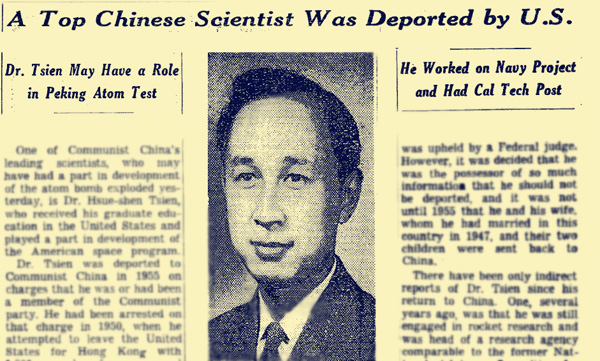 A Top Chinese Scientist Was Deported by U.S.
Dr. Tsien May Have a Role
in Peking Atom Test
One of Communist China's
leading scientists, who may
have had a part in development
of the atom bomb exploded yes-
terday, is Dr. Hsue-shen Tsien,
who received his graduate edu-
cation in the United States and
played a part in development of
the American space program.
Dr. Tsien was deported to
Communist China in 1955 on
charges that he was or had been
a member of the Communist
party. He had been arrested on
that charge in 1950, when he
attempted to leave the United
States for Hong Kong with
He Worked on Navy Project
and Had Cal Tech Post
was upheld by a Federal judge.
However, it was decided that he
was the possessor of so much
information that he should not
be deported, and it was not
until 1955 that he and his wife,
whom he had married in this
country in 1947, and their two
children were sent back to
China.
There have been only indirect
reports of Dr. Tsien since his
return to China. One, several
years ago, was that he was still
engaged in rocket research and
was head of a research agency
comparable to the former Nat-